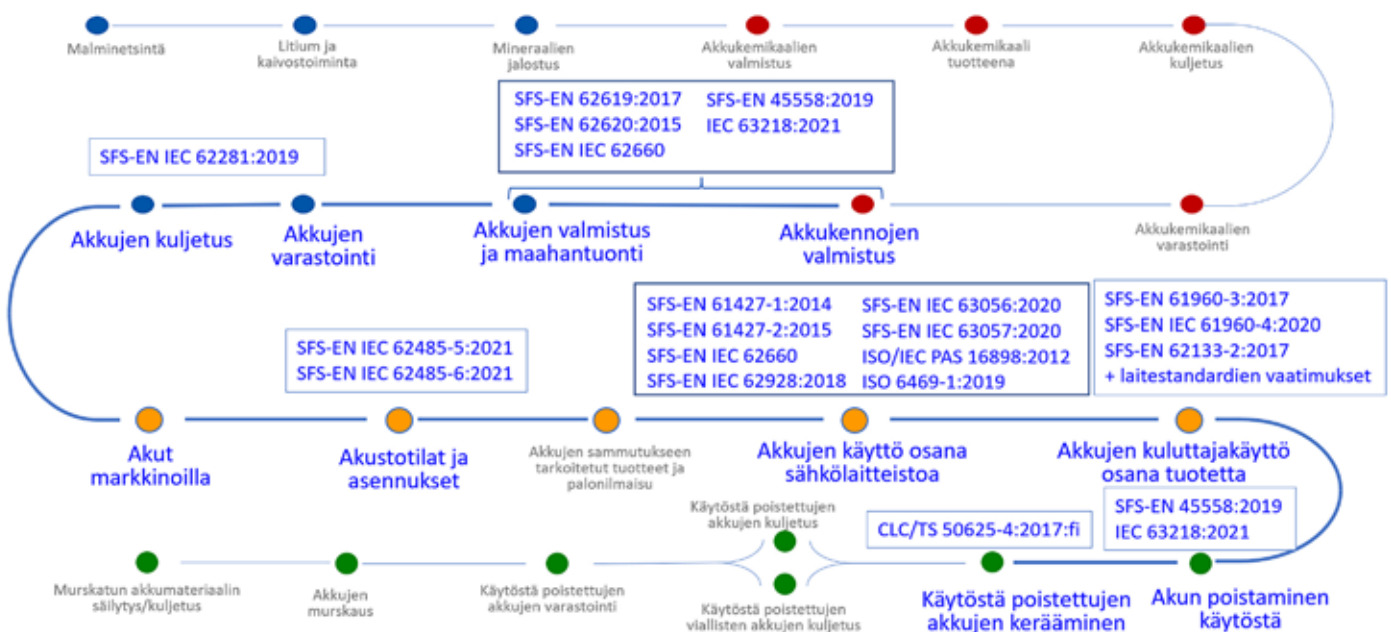 Malminetsintä
Litium ja
kaivostoiminta
Mineraalien
jalostus
Akkukemikaalien
valmistus
Akkukemikaali
tuotteena
Akkukemikaalien
kuljetus
SFS-EN 62619:2017
SFS-EN 62620:2015
SFS-EN IEC 62660
SFS-EN 45558:2019
IEC 63218:2021
SFS-EN IEC 62281:2019
Akkujen kuljetus
Akkujen
varastointi
Akkujen valmistus
ja maahantuonti
Akkukennojen
valmistus
Akkukemikaalien
varastointi
SFS-EN IEC 62485-5:2021
SFS-EN IEC 62485-6:2021
SFS-EN 61427-1:2014
SFS-EN 61427-2:2015
SFS-EN IEC 62660
SFS-EN IEC 62928:2018
SFS-EN IEC 63056:2020
SFS-EN IEC 63057:2020
ISO/IEC PAS 16898:2012
ISO 6469-1:2019
SFS-EN 61960-3:2017
SFS-EN IEC 61960-4:2020
SFS-EN 62133-2:2017
+ laitestandardien vaatimukset
Akut
markkinoilla
Akustotilat ja
asennukset
Akkujen sammutukseen
tarkoitetut tuotteet ja
palonilmaisu
Akkujen käyttö osana
sähkölaitteistoa
Akkujen kuluttajakäyttö
osana tuotetta
SFS-EN 45558:2019
IEC 63218:2021
CLC/TS 50625-4:2017:fi
Käytöstä poistettujen
akkujen kuljetus
Murskatun akkumateriaalin
säilytys/kuljetus
Akkujen
murskaus
Käytöstä poistettujen
akkujen varastointi
Käytöstä poistettujen
viallisten akkujen kuljetus
Käytöstä poistettujen
akkujen kerääminen
Akun poistaminen
käytöstä